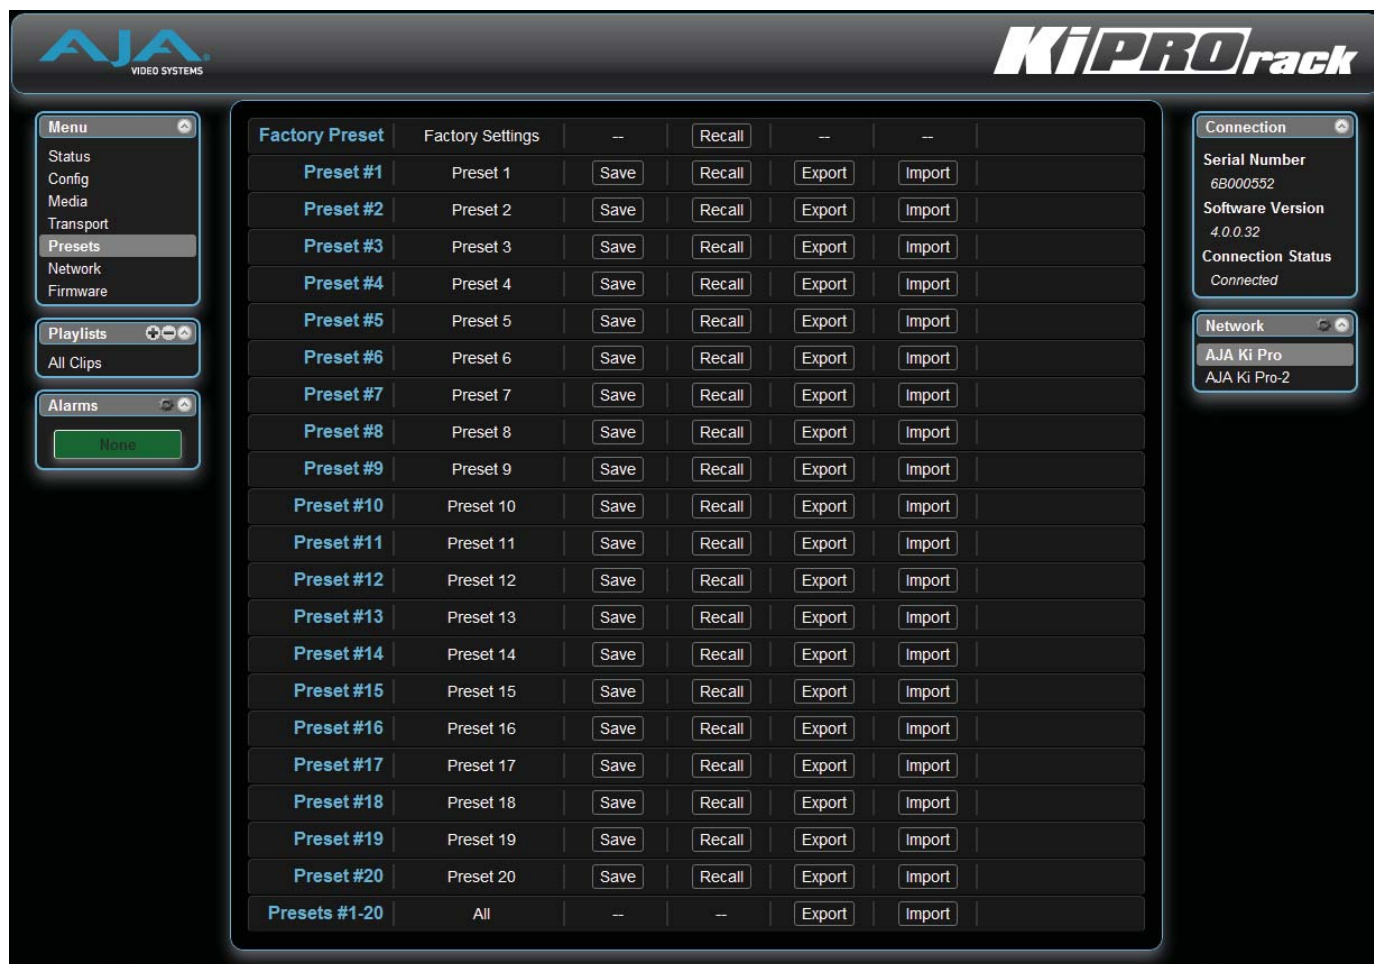 AJA
VIDEO SYSTEMS
KiPROrack
Menu
Status
Config
Media
Transport
Presets
Network
Firmware
Playlists
All Clips
Alarms
None
Factory Preset Factory Settings -- Recall -- --
Preset #1 Preset 1 Save Recall Export Import
Preset #2 Preset 2 Save Recall Export Import
Preset #3 Preset 3 Save Recall Export Import
Preset #4 Preset 4 Save Recall Export Import
Preset #5 Preset 5 Save Recall Export Import
Preset #6 Preset 6 Save Recall Export Import
Preset #7 Preset 7 Save Recall Export Import
Preset #8 Preset 8 Save Recall Export Import
Preset #9 Preset 9 Save Recall Export Import
Preset #10 Preset 10 Save Recall Export Import
Preset #11 Preset 11 Save Recall Export Import
Preset #12 Preset 12 Save Recall Export Import
Preset #13 Preset 13 Save Recall Export Import
Preset #14 Preset 14 Save Recall Export Import
Preset #15 Preset 15 Save Recall Export Import
Preset #16 Preset 16 Save Recall Export Import
Preset #17 Preset 17 Save Recall Export Import
Preset #18 Preset 18 Save Recall Export Import
Preset #19 Preset 19 Save Recall Export Import
Preset #20 Preset 20 Save Recall Export Import
Presets #1-20 All -- -- Export Import
Connection
Serial Number
6B000552
Software Version
4.0.0.32
Connection Status
Connected
Network
AJA Ki Pro
AJA Ki Pro-2